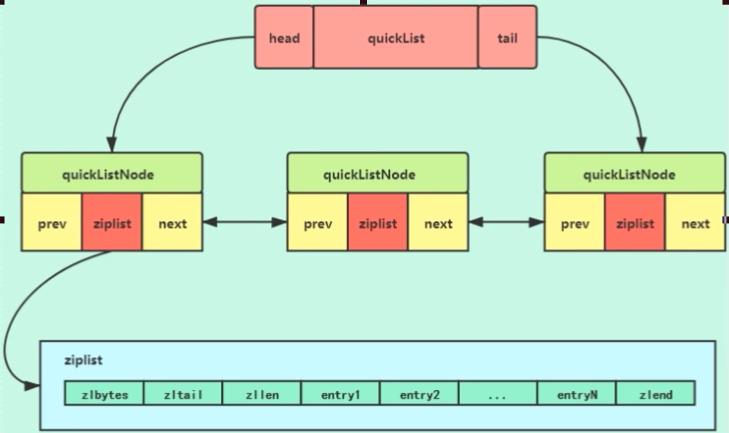 head quickList tail
quickListNode quickListNode quickListNode
prev ziplist next prev ziplist next prev ziplist next
ziplist
zlbytes zltail zllen entry1 entry2 ... entryN zlend